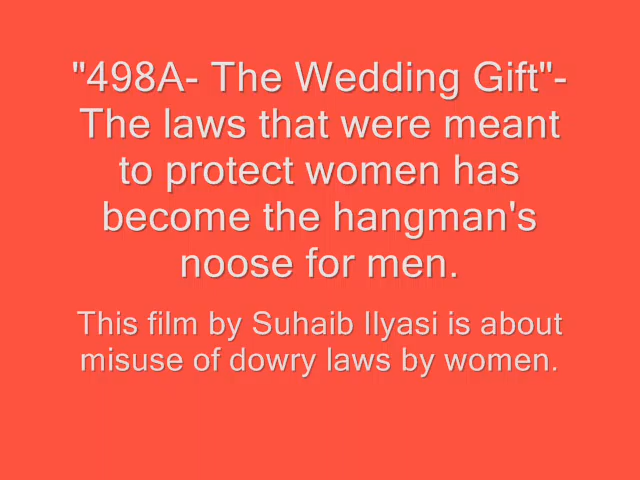 "498A- The Wedding Gift"-
The laws that were meant
to protect women has
become the hangman's
noose for men.
This film by Suhaib Ilyasi is about
misuse of dowry laws by women.